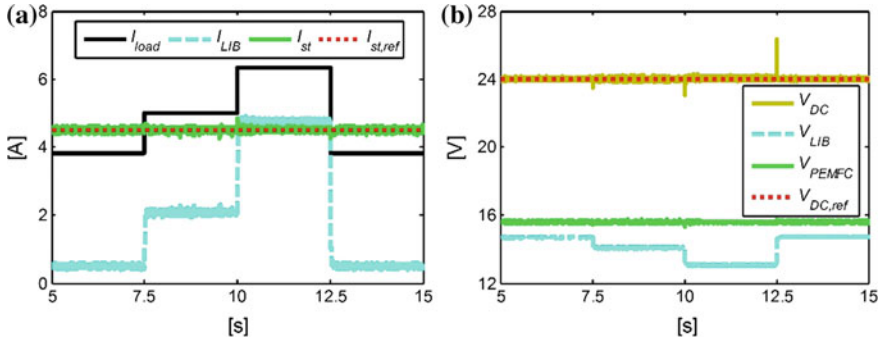 (a)
8
6
4
2
0
[A]
I_load I_LIB I_st I_st,ref
5 7.5 10 12.5 15
[s]
(b)
28
24
20
16
12
[V]
V_DC
V_LIB
V_PEMFC
V_DC,ref
5 7.5 10 12.5 15
[s]